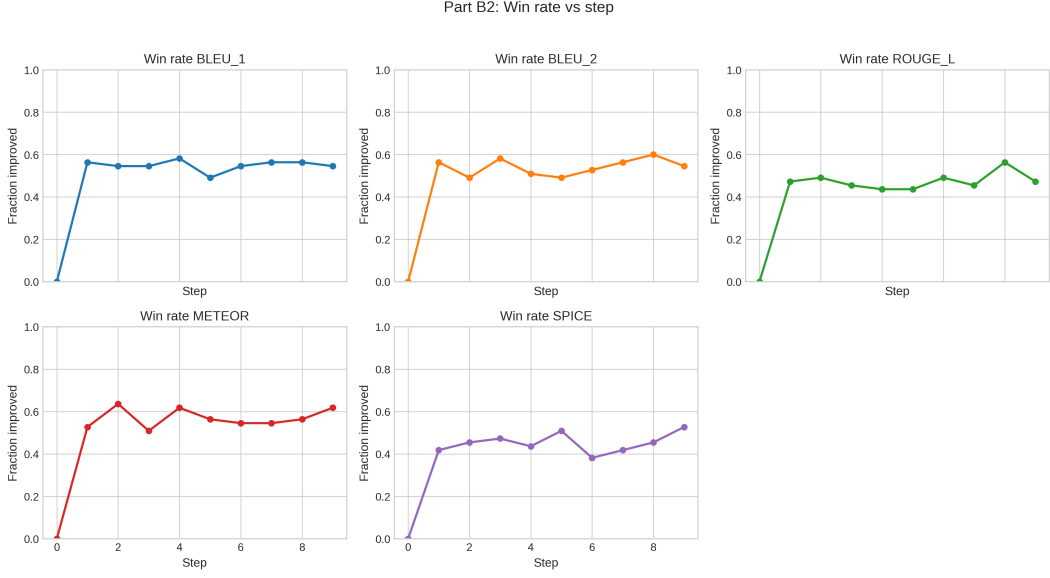 Part B2: Win rate vs step
Win rate BLEU_1
Win rate BLEU_2
Win rate ROUGE_L
1.0
0.8
0.6
0.4
0.2
0.0
Fraction improved
Step
1.0
0.8
0.6
0.4
0.2
0.0
Fraction improved
Step
1.0
0.8
0.6
0.4
0.2
0.0
Fraction improved
Step
Win rate METEOR
Win rate SPICE
1.0
0.8
0.6
0.4
0.2
0.0
Fraction improved
0 2 4 6 8
Step
1.0
0.8
0.6
0.4
0.2
0.0
Fraction improved
0 2 4 6 8
Step